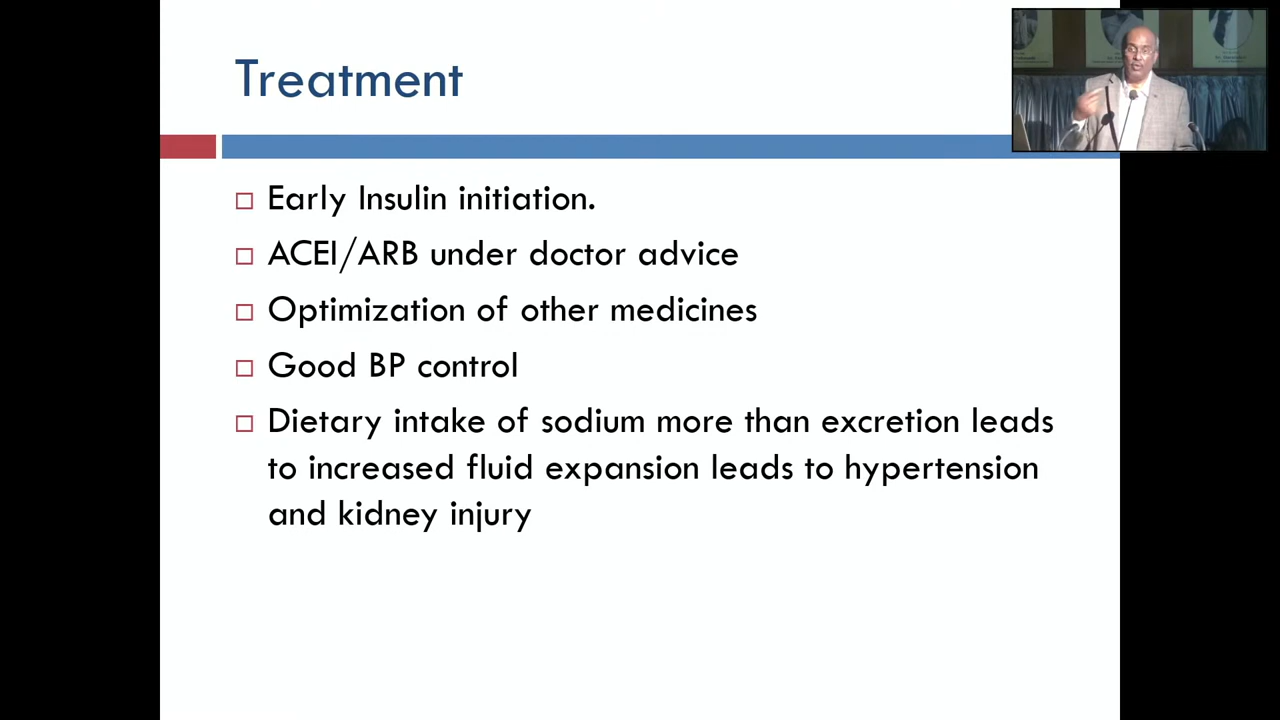 Treatment
Early Insulin initiation.
ACEI/ARB under doctor advice
Optimization of other medicines
Good BP control
Dietary intake of sodium more than excretion leads
to increased fluid expansion leads to hypertension
and kidney injury